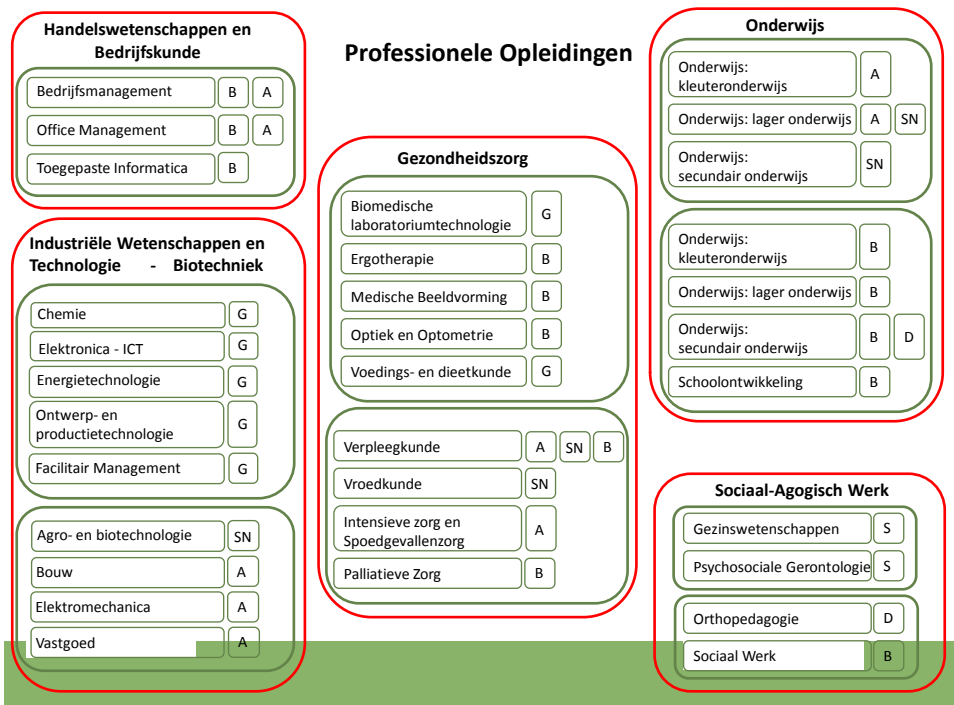 Professionele Opleidingen
Handelswetenschappen en
Bedrijfskunde
Bedrijfsmanagement B A
Office Management B A
Toegepaste Informatica B
Industriële Wetenschappen en
Technologie - Biotechniek
Chemie G
Elektronica - ICT G
Energietechnologie G
Ontwerp- en
productietechnologie G
Facilitair Management G
Agro- en biotechnologie SN
Bouw A
Elektromechanica A
Vastgoed A
Gezondheidszorg
Biomedische
laboratoriumtechnologie G
Ergotherapie B
Medische Beeldvorming B
Optiek en Optometrie B
Voedings- en dieetkunde G
Verpleegkunde A SN B
Vroedkunde SN
Intensieve zorg en
Spoedgevallenzorg A
Palliatieve Zorg B
Onderwijs
Onderwijs:
kleuteronderwijs A
Onderwijs: lager onderwijs A SN
Onderwijs:
secundair onderwijs SN
Onderwijs:
kleuteronderwijs B
Onderwijs: lager onderwijs B
Onderwijs:
secundair onderwijs B D
Schoolontwikkeling B
Sociaal-Agogisch Werk
Gezinswetenschappen S
Psychosociale Gerontologie S
Orthopedagogie D
Sociaal Werk B